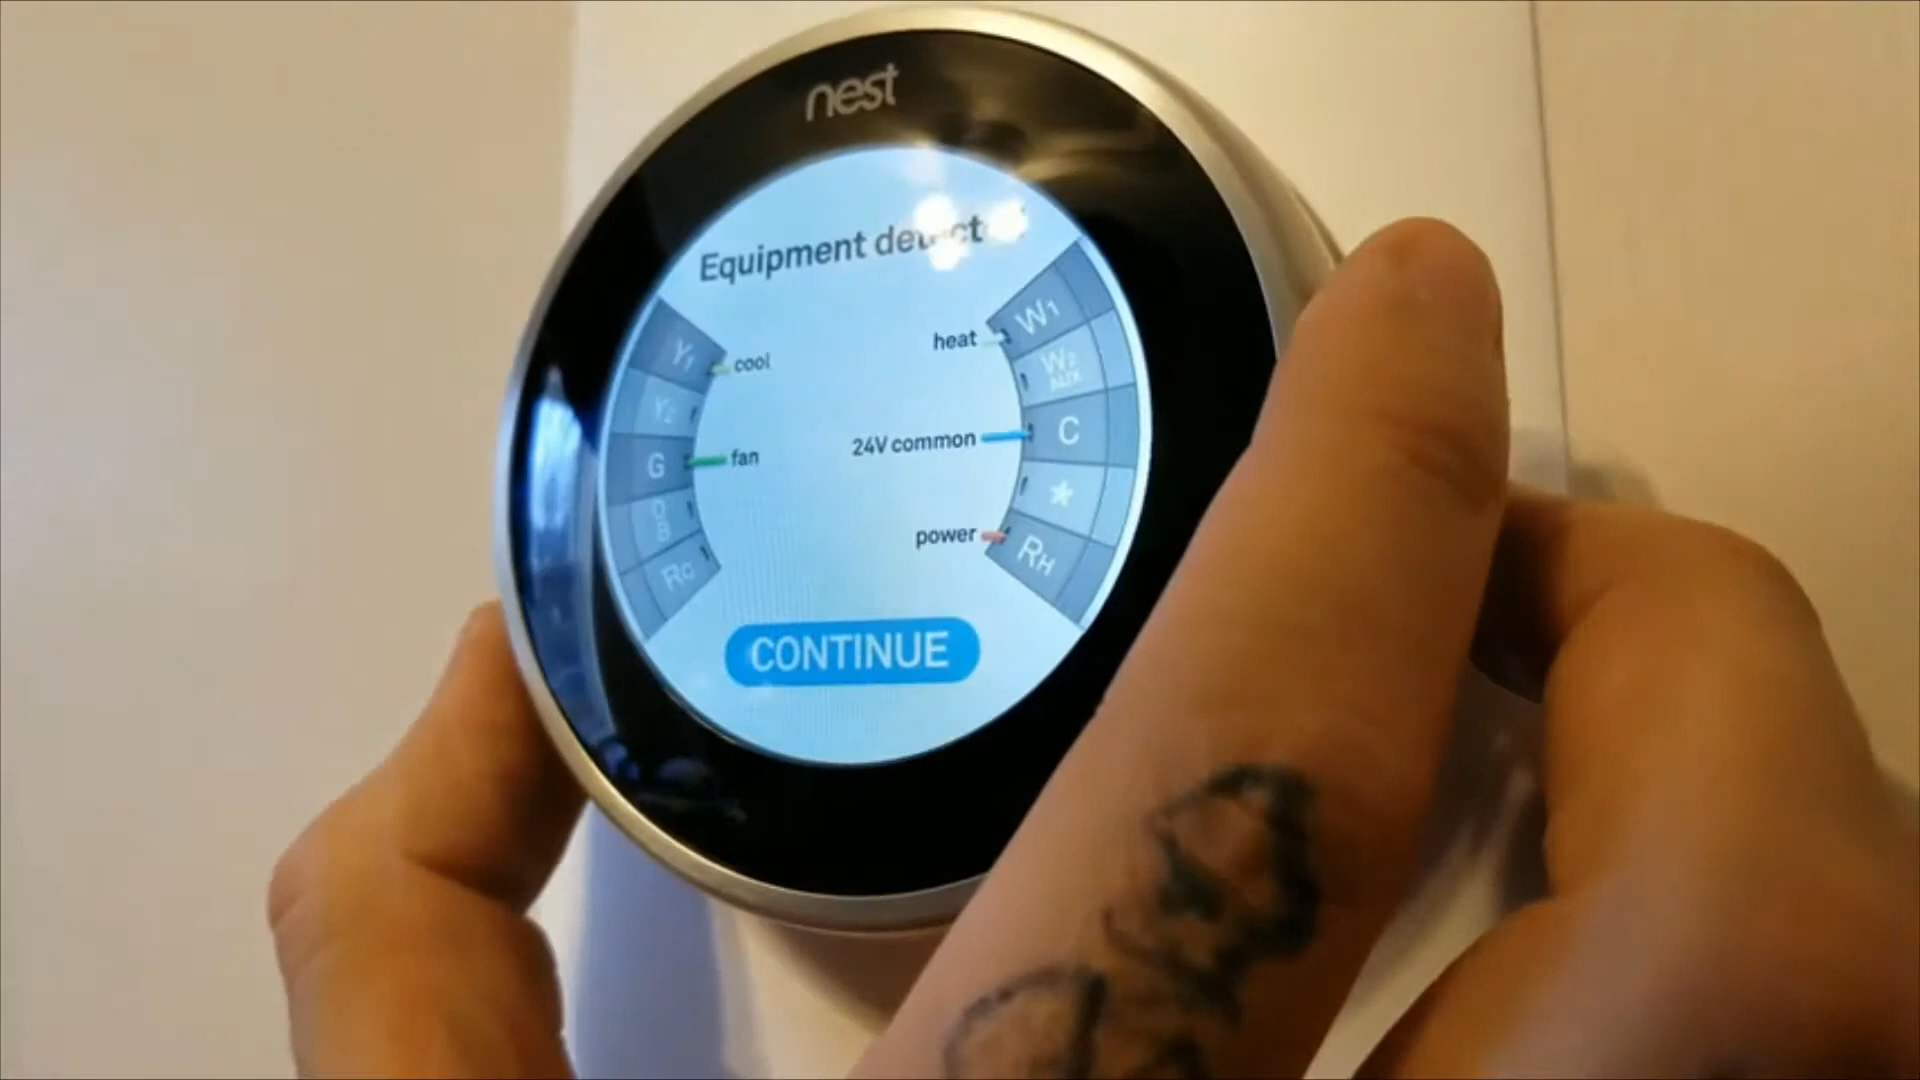 nest
Equipment detect
Y1
cool
Y2
G
fan
O
B
RC
heat
W1
W2
AUX
24V common
C
*
power
RH
CONTINUE